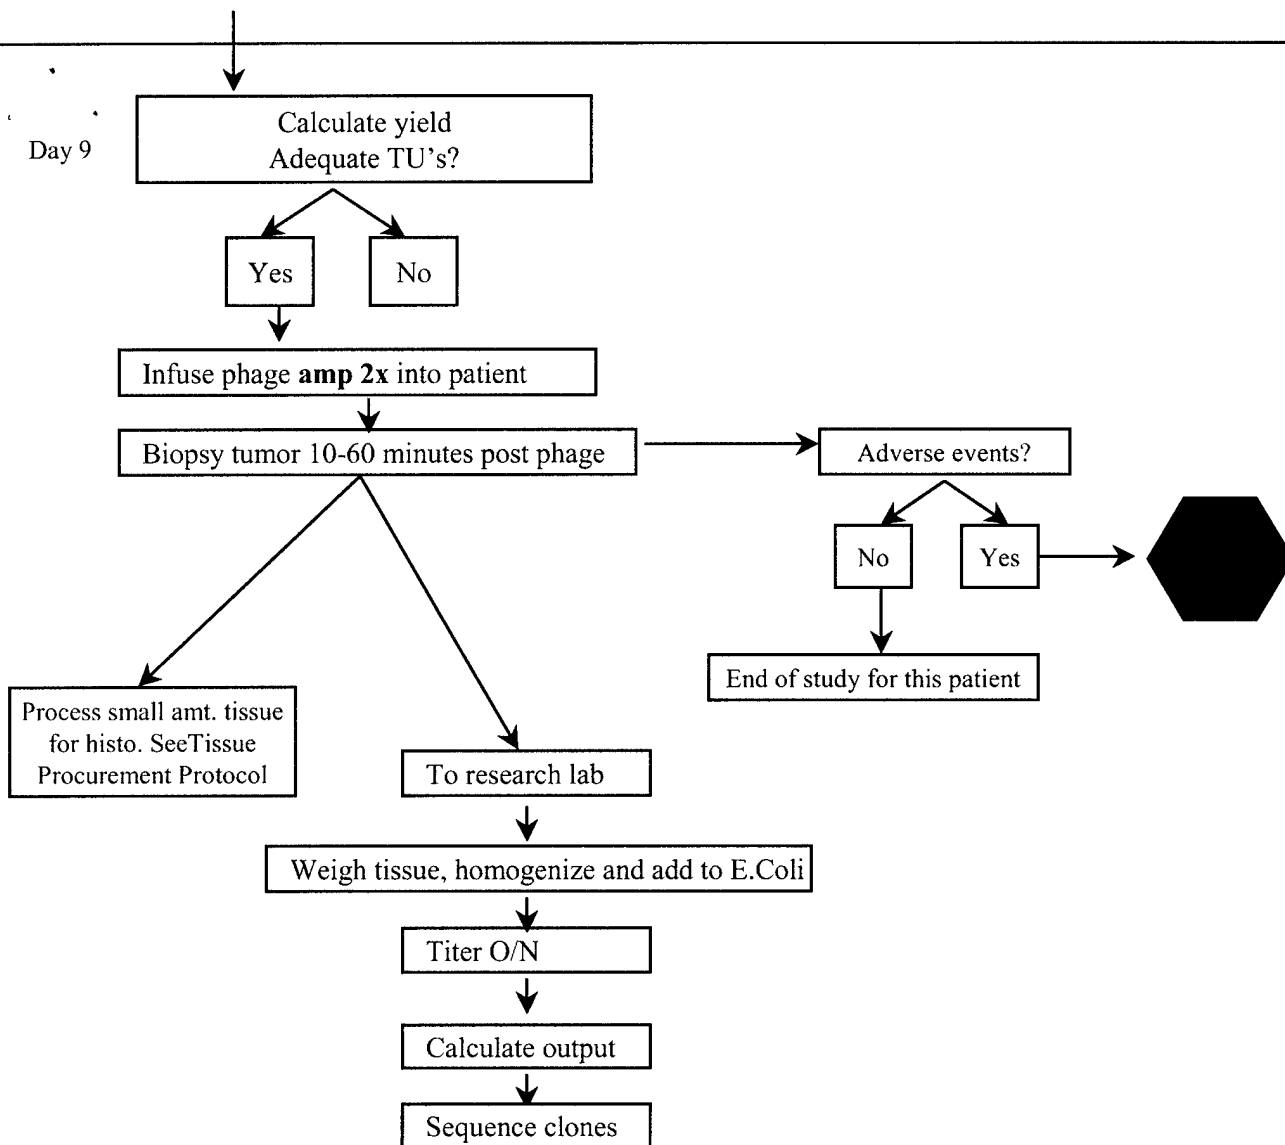 Day 9
Calculate yield
Adequate TU's?
Yes
No
Infuse phage amp 2x into patient
Biopsy tumor 10-60 minutes post phage
Adverse events?
No
Yes
End of study for this patient
Process small amt. tissue
for histo. SeeTissue
Procurement Protocol
To research lab
Weigh tissue, homogenize and add to E.Coli
Titer O/N
Calculate output
Sequence clones